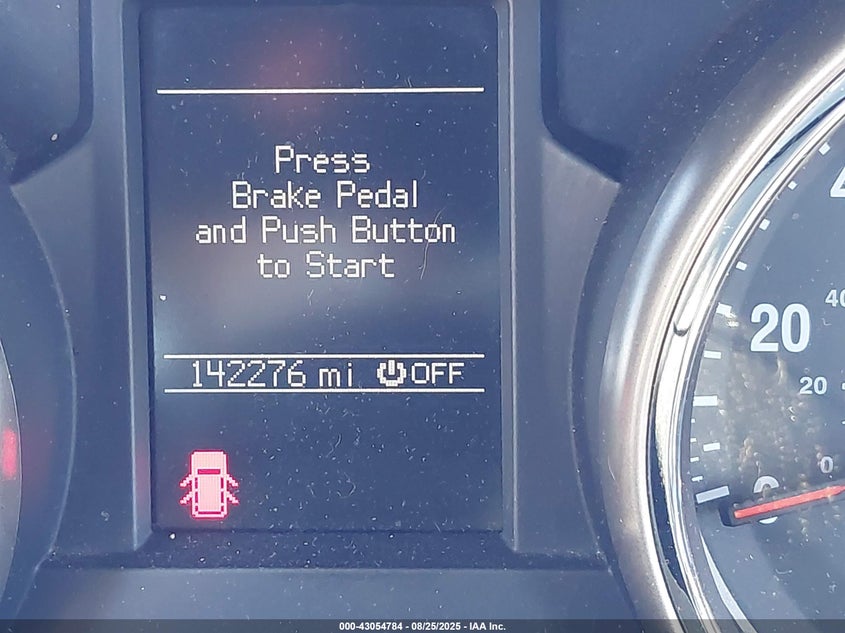 Press
Brake Pedal
and Push Button
to Start
142276 mi OFF
20
40
20
0
0
000-43054784 - 08/25/2025 - IAA Inc.